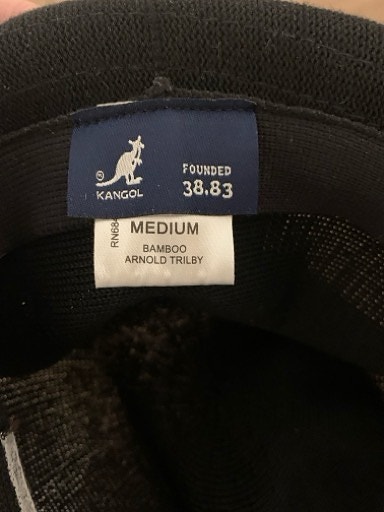 FOUNDED
38.83
KANGOL
MEDIUM
BAMBOO
ARNOLD TRILBY